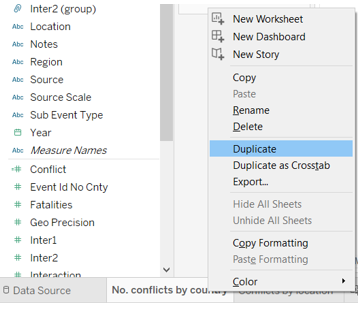 Inter2 (group)
Abc Location
Abc Notes
Abc Region
Abc Source
Abc Source Scale
Abc Sub Event Type
Year
Abc Measure Names
Conflict
Event Id No Cnty
Fatalities
Geo Precision
Inter1
Inter2
Interaction
New Worksheet
New Dashboard
New Story
Copy
Paste
Rename
Delete
Duplicate
Duplicate as Crosstab
Export...
Hide All Sheets
Unhide All Sheets
Copy Formatting
Paste Formatting
Color
Data Source
No. conflicts by country
Conflicts by location